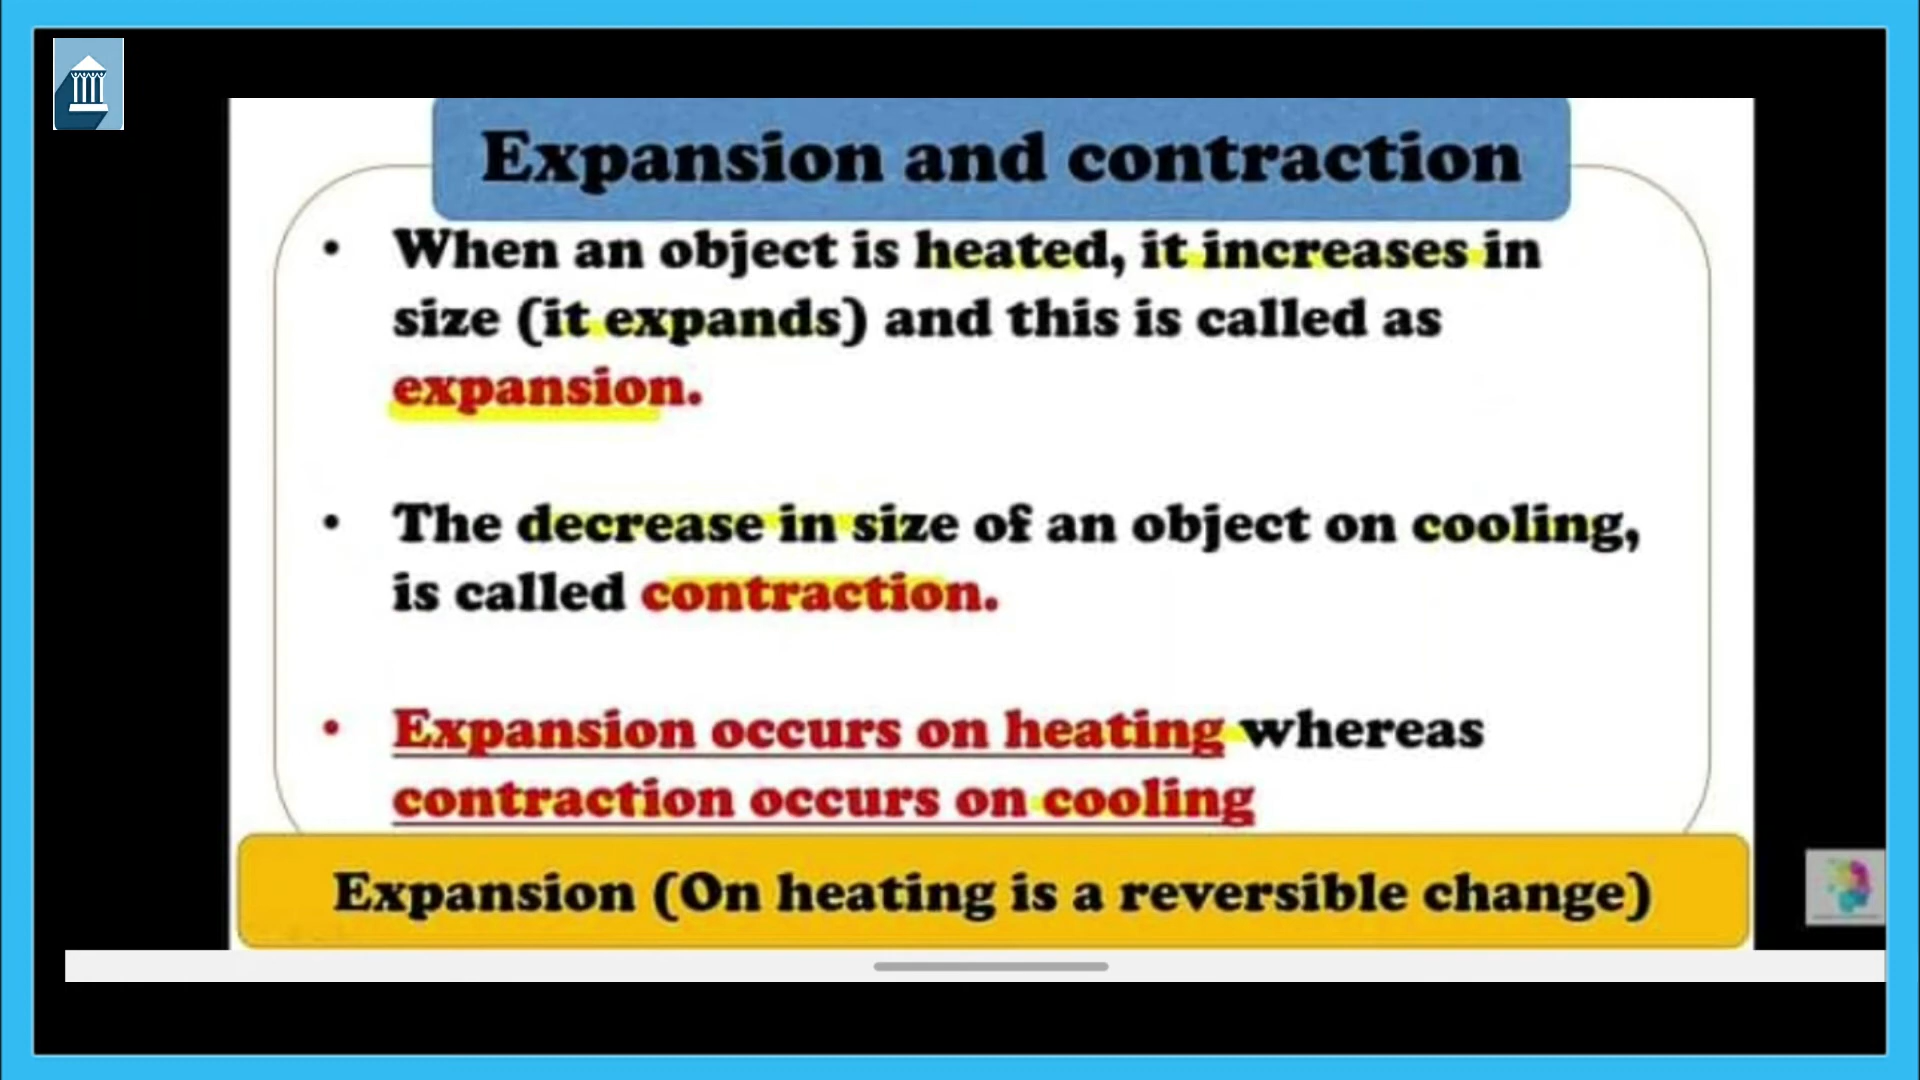 Expansion and contraction
• When an object is heated, it increases in
size (it expands) and this is called as
expansion.
• The decrease in size of an object on cooling,
is called contraction.
• Expansion occurs on heating whereas
contraction occurs on cooling
Expansion (On heating is a reversible change)